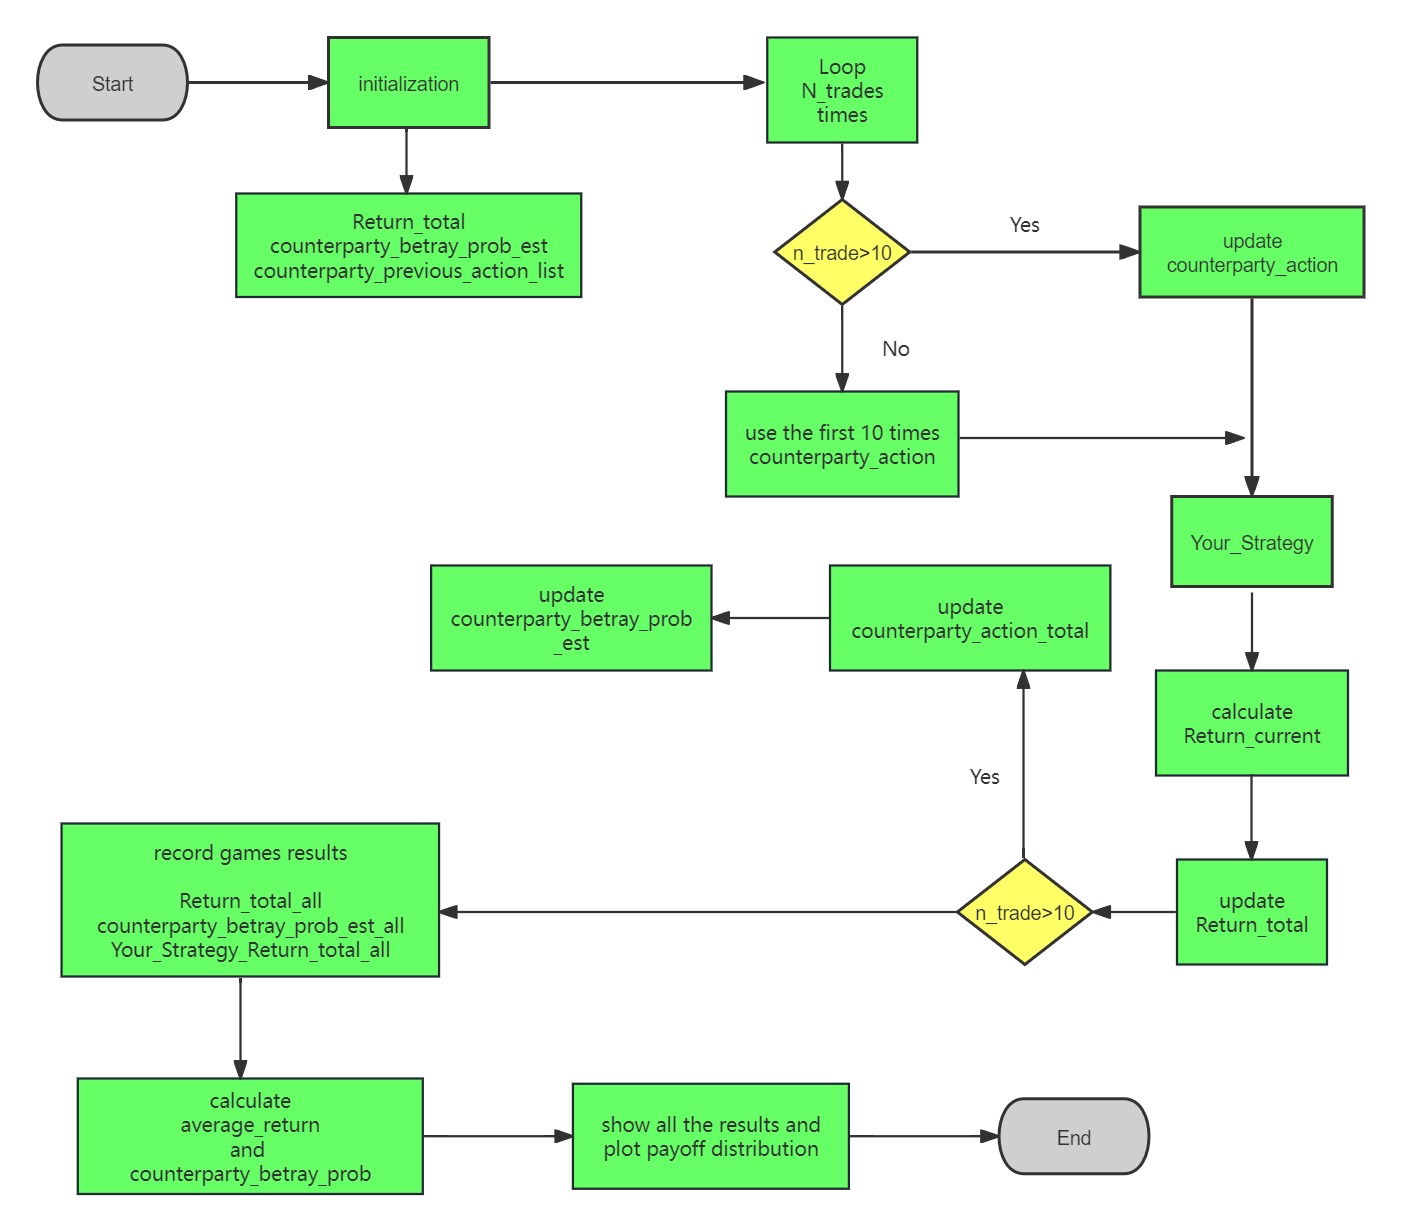 Start
initialization
Loop
N_trades
times
Return_total
counterparty_betray_prob_est
counterparty_previous_action_list
n_trade>10
Yes
update
counterparty_action
No
use the first 10 times
counterparty_action
Your_Strategy
update
counterparty_betray_prob
_est
update
counterparty_action_total
calculate
Return_current
Yes
record games results
Return_total_all
counterparty_betray_prob_est_all
Your_Strategy_Return_total_all
n_trade>10
update
Return_total
calculate
average_return
and
counterparty_betray_prob
show all the results and
plot payoff distribution
End